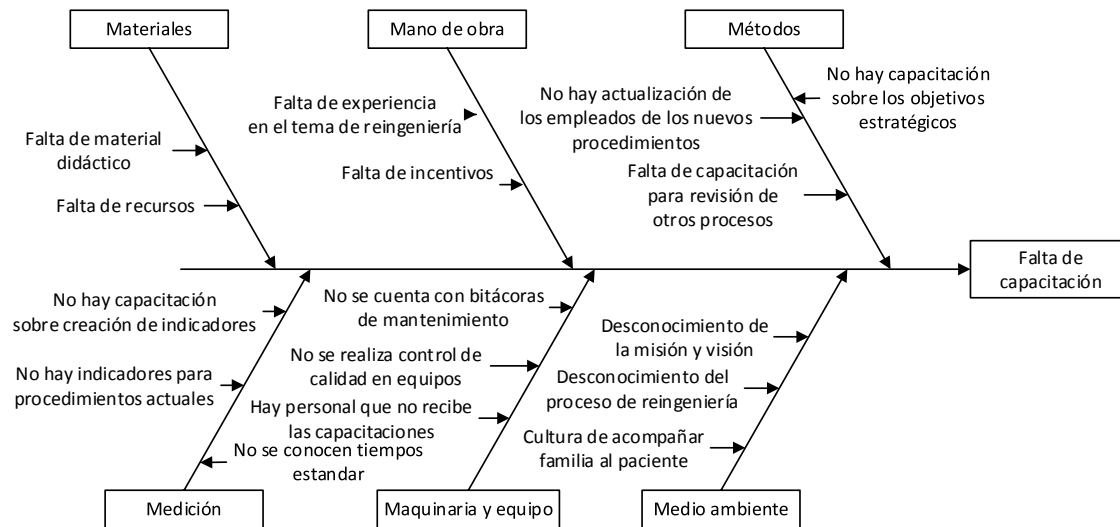 Materiales
Mano de obra
Métodos
Falta de material
didáctico
Falta de recursos
Falta de experiencia
en el tema de reingeniería
Falta de incentivos
No hay actualización de
los empleados de los nuevos
procedimientos
Falta de capacitación
para revisión de
otros procesos
No hay capacitación
sobre los objetivos
estratégicos
Falta de
capacitación
No hay capacitación
sobre creación de indicadores
No hay indicadores para
procedimientos actuales
No se conocen tiempos
estandar
No se cuenta con bitácoras
de mantenimiento
No se realiza control de
calidad en equipos
Hay personal que no recibe
las capacitaciones
Desconocimiento de
la misión y visión
Desconocimiento del
proceso de reingeniería
Cultura de acompañar
familia al paciente
Medición
Maquinaria y equipo
Medio ambiente